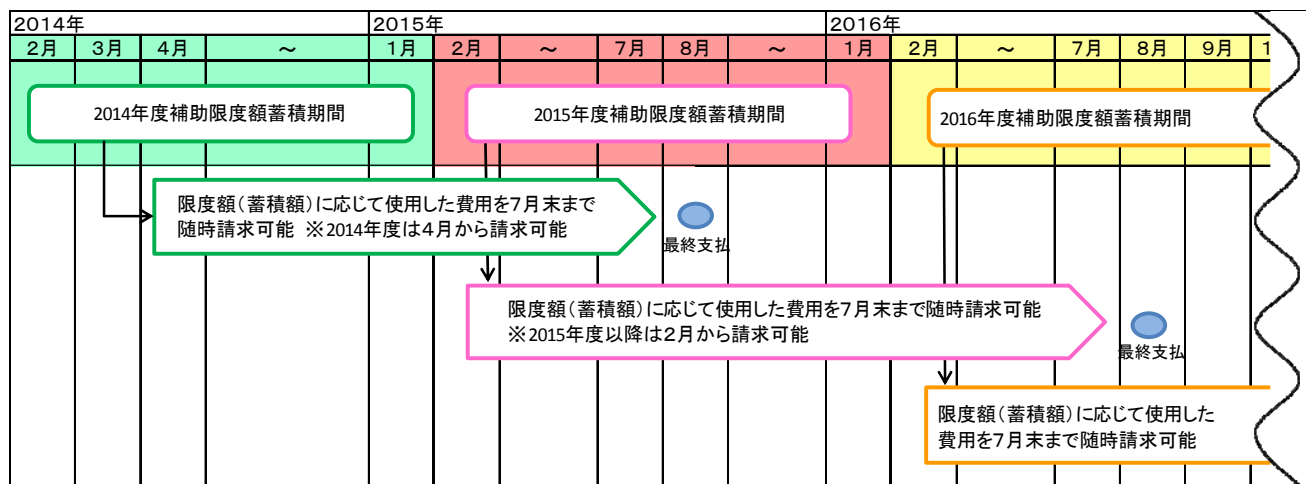 2014年 2015年 2016年
2月 3月 4月 ～ 1月 2月 ～ 7月 8月 ～ 1月 2月 ～ 7月 8月 9月 1
2014年度補助限度額蓄積期間
2015年度補助限度額蓄積期間
2016年度補助限度額蓄積期間
限度額（蓄積額）に応じて使用した費用を7月末まで
随時請求可能 ※2014年度は４月から請求可能
最終支払
限度額（蓄積額）に応じて使用した費用を7月末まで随時請求可能
※2015年度以降は２月から請求可能
最終支払
限度額（蓄積額）に応じて使用した
費用を7月末まで随時請求可能